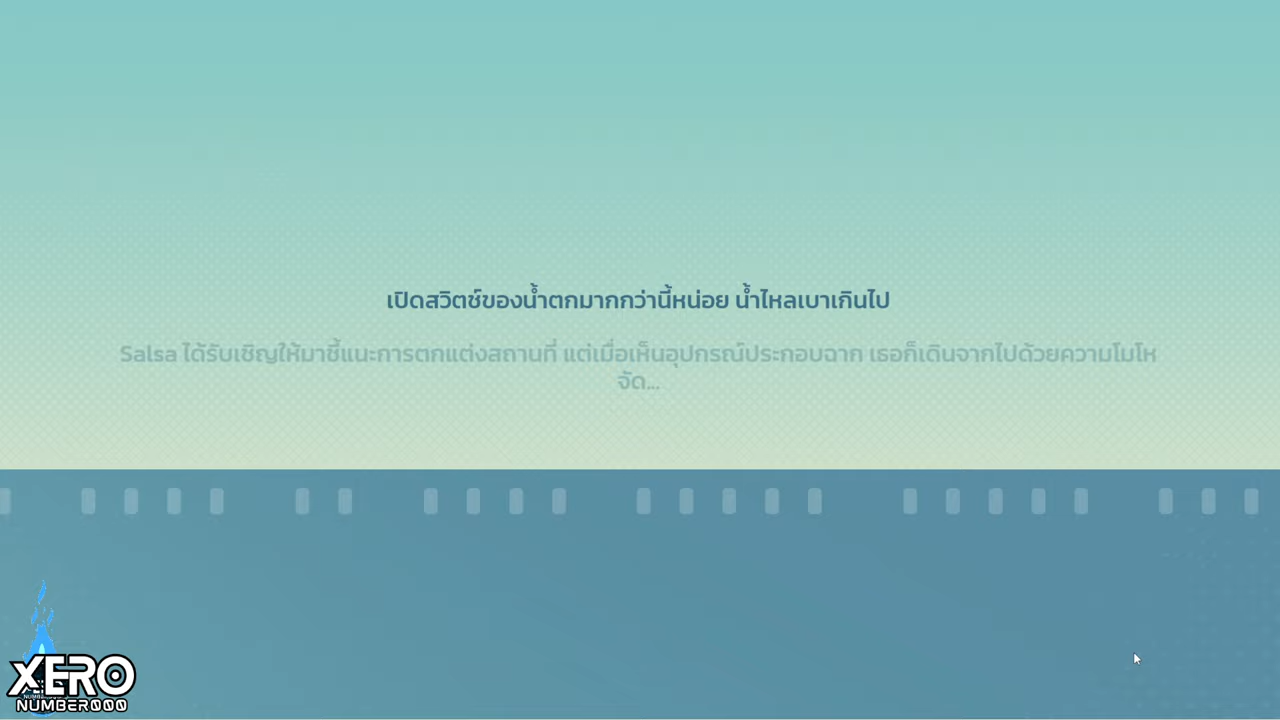 เปิดสวิตช์ของน้ำตกมากกว่านี้หน่อย น้ำไหลเบาเกินไป
Salsa ได้รับเชิญให้มาชี้แนะการตกแต่งสถานที่ แต่เมื่อเห็นอุปกรณ์ประกอบฉาก เธอก็เดินจากไปด้วยความโมโห
จัด...
XERO
NUMBER000